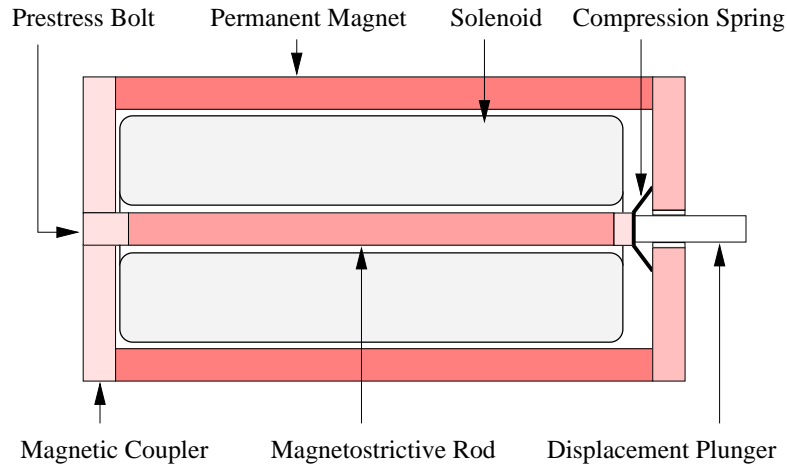 Prestress Bolt
Permanent Magnet
Solenoid
Compression Spring
Magnetic Coupler
Magnetostrictive Rod
Displacement Plunger